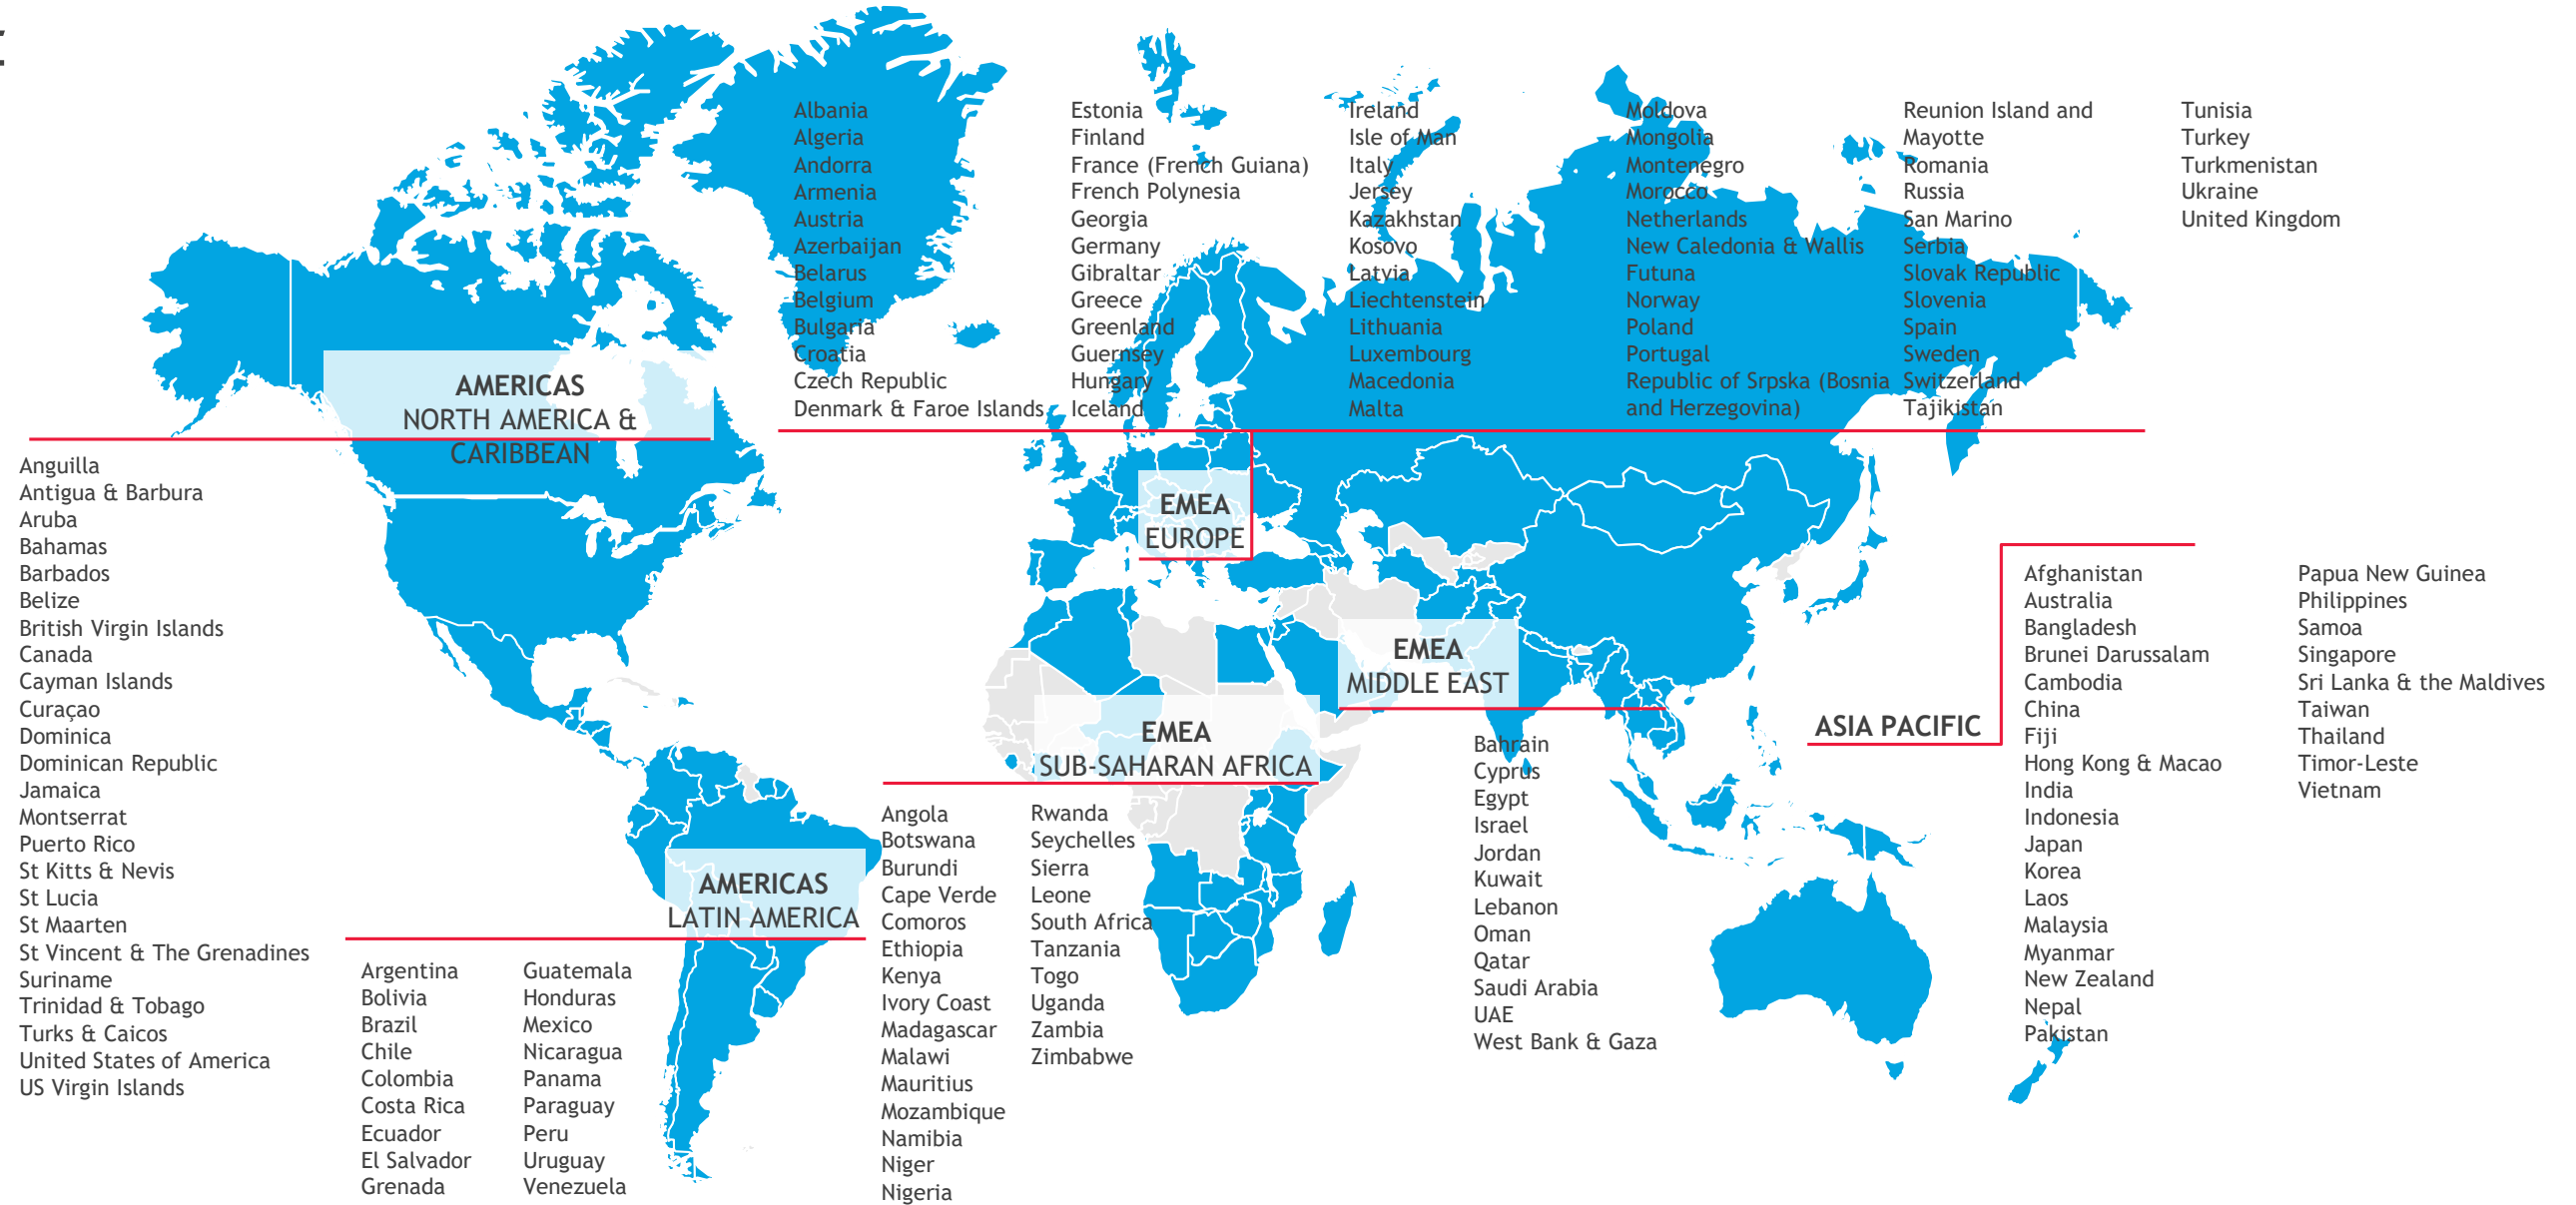 AMERICAS
NORTH AMERICA &
CARIBBEAN
Anguilla
Antigua & Barbura
Aruba
Bahamas
Barbados
Belize
British Virgin Islands
Canada
Cayman Islands
Curaçao
Dominica
Dominican Republic
Jamaica
Montserrat
Puerto Rico
St Kitts & Nevis
St Lucia
St Maarten
St Vincent & The Grenadines
Suriname
Trinidad & Tobago
Turks & Caicos
United States of America
US Virgin Islands
AMERICAS
LATIN AMERICA
Argentina
Bolivia
Brazil
Chile
Colombia
Costa Rica
Ecuador
El Salvador
Grenada
Guatemala
Honduras
Mexico
Nicaragua
Panama
Paraguay
Peru
Uruguay
Venezuela
Albania
Algeria
Andorra
Armenia
Austria
Azerbaijan
Belarus
Belgium
Bulgaria
Croatia
Czech Republic
Denmark & Faroe Islands
Estonia
Finland
France (French Guiana)
French Polynesia
Georgia
Germany
Gibraltar
Greece
Greenland
Guernsey
Hungary
Iceland
Ireland
Isle of Man
Italy
Jersey
Kazakhstan
Kosovo
Latvia
Liechtenstein
Lithuania
Luxembourg
Macedonia
Malta
Moldova
Mongolia
Montenegro
Morocco
Netherlands
New Caledonia & Wallis
Futuna
Norway
Poland
Portugal
Republic of Srpska (Bosnia
and Herzegovina)
Reunion Island and
Mayotte
Romania
Russia
San Marino
Serbia
Slovak Republic
Slovenia
Spain
Sweden
Switzerland
Tajikistan
Tunisia
Turkey
Turkmenistan
Ukraine
United Kingdom
EMEA
EUROPE
EMEA
SUB-SAHARAN AFRICA
Angola
Botswana
Burundi
Cape Verde
Comoros
Ethiopia
Kenya
Ivory Coast
Madagascar
Malawi
Mauritius
Mozambique
Namibia
Niger
Nigeria
Rwanda
Seychelles
Sierra
Leone
South Africa
Tanzania
Togo
Uganda
Zambia
Zimbabwe
EMEA
MIDDLE EAST
Bahrain
Cyprus
Egypt
Israel
Jordan
Kuwait
Lebanon
Oman
Qatar
Saudi Arabia
UAE
West Bank & Gaza
ASIA PACIFIC
Afghanistan
Australia
Bangladesh
Brunei Darussalam
Cambodia
China
Fiji
Hong Kong & Macao
India
Indonesia
Japan
Korea
Laos
Malaysia
Myanmar
New Zealand
Nepal
Pakistan
Papua New Guinea
Philippines
Samoa
Singapore
Sri Lanka & the Maldives
Taiwan
Thailand
Timor-Leste
Vietnam